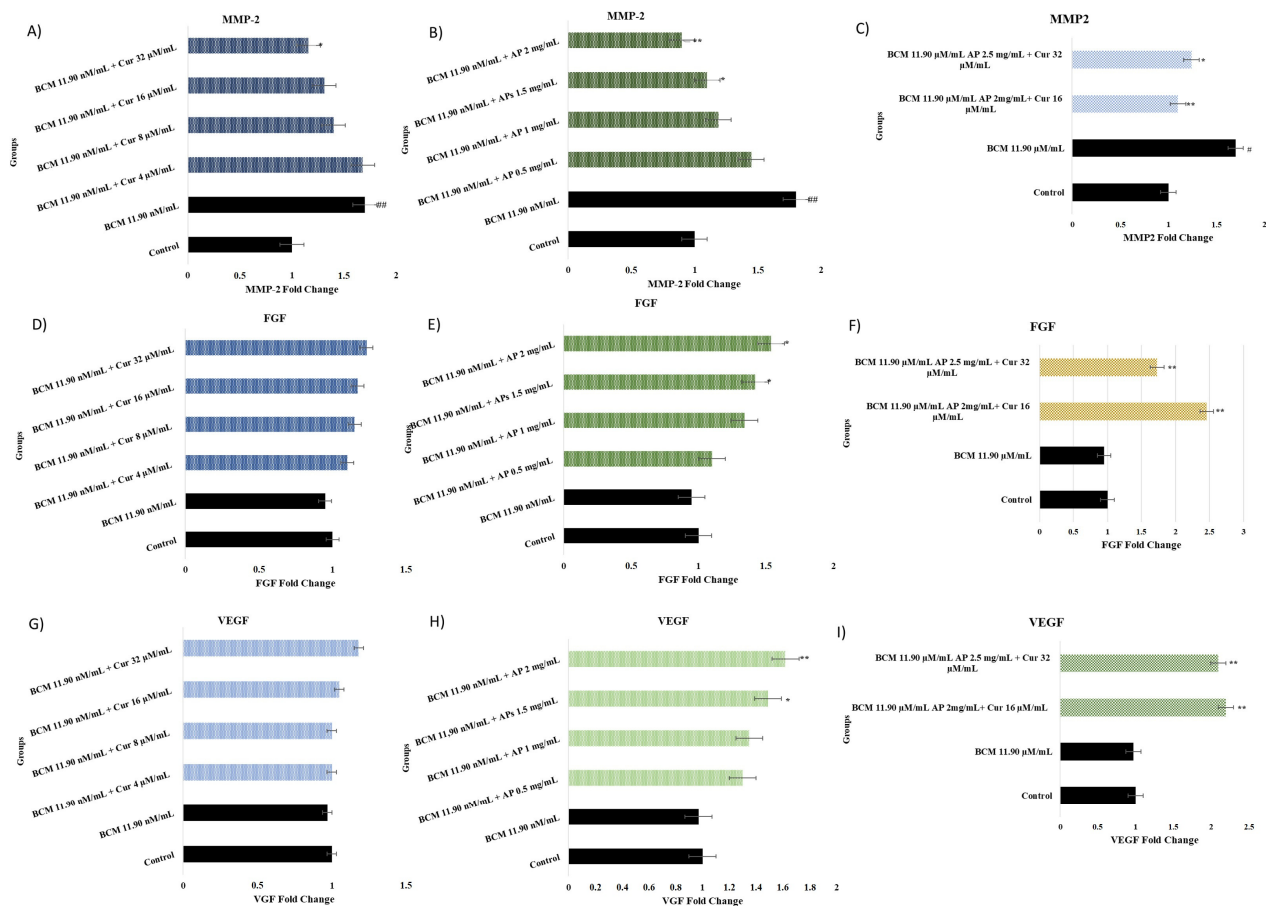 A)
MMP-2
Groups
BCM 11.90 nM/mL + Cur 32 µM/mL
BCM 11.90 nM/mL + Cur 16 µM/mL
BCM 11.90 nM/mL + Cur 8 µM/mL
BCM 11.90 nM/mL + Cur 4 µM/mL
BCM 11.90 nM/mL
Control
*
##
0 0.5 1 1.5 2
MMP-2 Fold Change
B)
MMP-2
Groups
BCM 11.90 nM/mL + AP 2 mg/mL
BCM 11.90 nM/mL + APs 1.5 mg/mL
BCM 11.90 nM/mL + AP 1 mg/mL
BCM 11.90 nM/mL + AP 0.5 mg/mL
BCM 11.90 nM/mL
Control
**
*
##
0 0.5 1 1.5 2
MMP-2 Fold Change
C)
MMP2
Groups
BCM 11.90 µM/mL AP 2.5 mg/mL + Cur 32
µM/mL
BCM 11.90 µM/mL AP 2mg/mL+ Cur 16
µM/mL
BCM 11.90 µM/mL
Control
*
**
#
0 0.5 1 1.5 2
MMP2 Fold Change
D)
FGF
Groups
BCM 11.90 nM/mL + Cur 32 µM/mL
BCM 11.90 nM/mL + Cur 16 µM/mL
BCM 11.90 nM/mL + Cur 8 µM/mL
BCM 11.90 nM/mL + Cur 4 µM/mL
BCM 11.90 nM/mL
Control
0 0.5 1 1.5
FGF Fold Change
E)
FGF
Groups
BCM 11.90 nM/mL + AP 2 mg/mL
BCM 11.90 nM/mL + APs 1.5 mg/mL
BCM 11.90 nM/mL + AP 1 mg/mL
BCM 11.90 nM/mL + AP 0.5 mg/mL
BCM 11.90 nM/mL
Control
*
*
0 0.5 1 1.5 2
FGF Fold Change
F)
FGF
Groups
BCM 11.90 µM/mL AP 2.5 mg/mL + Cur 32
µM/mL
BCM 11.90 µM/mL AP 2mg/mL+ Cur 16
µM/mL
BCM 11.90 µM/mL
Control
**
**
0 0.5 1 1.5 2 2.5 3
FGF Fold Change
G)
VEGF
Groups
BCM 11.90 nM/mL + Cur 32 µM/mL
BCM 11.90 nM/mL + Cur 16 µM/mL
BCM 11.90 nM/mL + Cur 8 µM/mL
BCM 11.90 nM/mL + Cur 4 µM/mL
BCM 11.90 nM/mL
Control
0 0.5 1 1.5
VGF Fold Change
H)
VEGF
Groups
BCM 11.90 nM/mL + AP 2 mg/mL
BCM 11.90 nM/mL + APs 1.5 mg/mL
BCM 11.90 nM/mL + AP 1 mg/mL
BCM 11.90 nM/mL + AP 0.5 mg/mL
BCM 11.90 nM/mL
Control
**
*
0 0.2 0.4 0.6 0.8 1 1.2 1.4 1.6 1.8 2
VGF Fold Change
I)
VEGF
Groups
BCM 11.90 µM/mL AP 2.5 mg/mL + Cur 32
µM/mL
BCM 11.90 µM/mL AP 2mg/mL+ Cur 16 µM/mL
BCM 11.90 µM/mL
Control
**
**
0 0.5 1 1.5 2 2.5
VEGF Fold Change